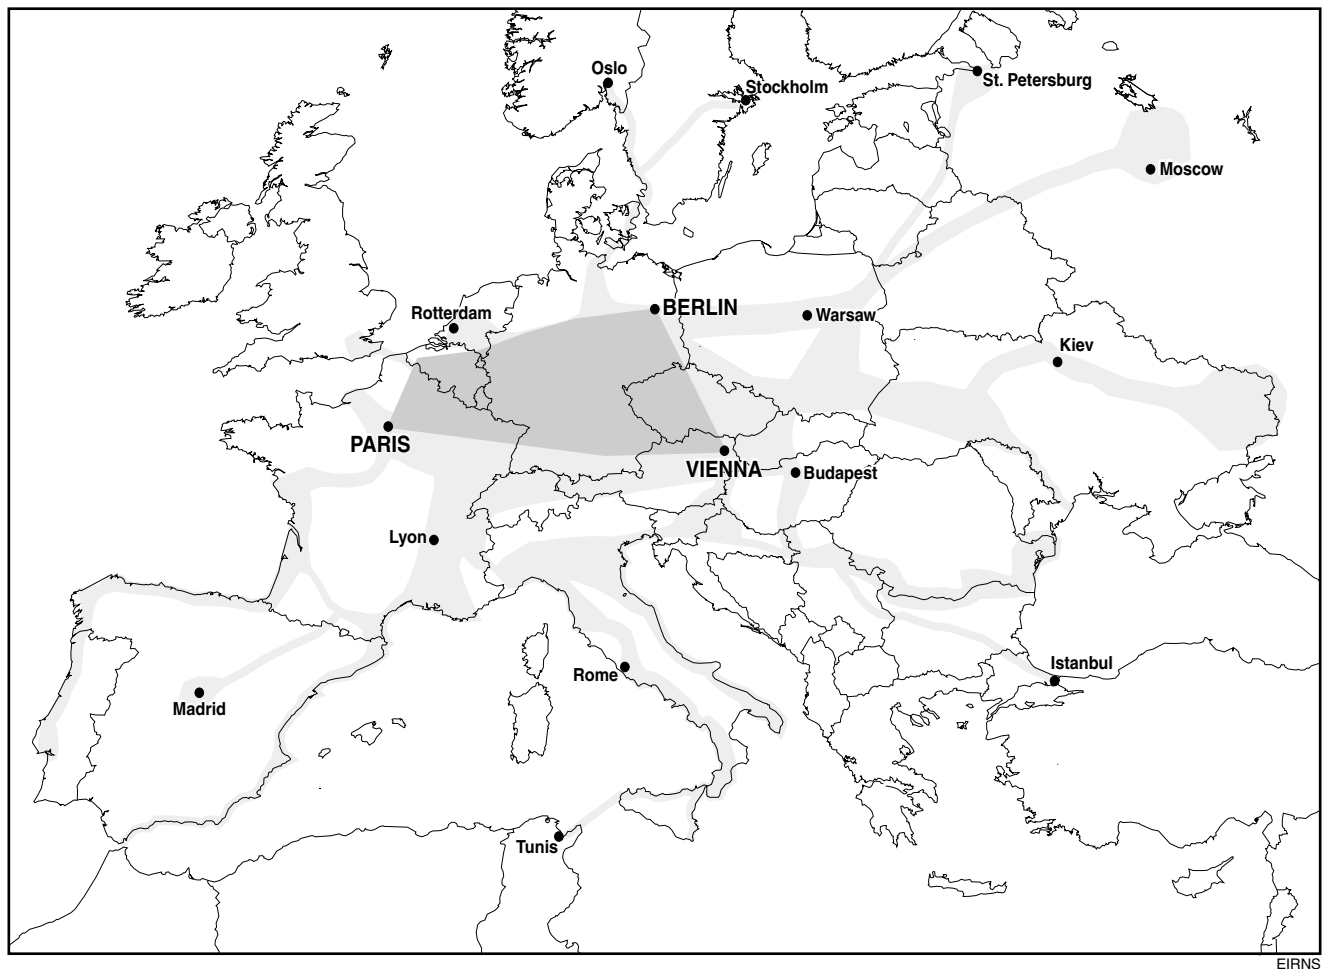 Oslo
Stockholm
St. Petersburg
Moscow
Rotterdam
BERLIN
Warsaw
Kiev
PARIS
VIENNA
Budapest
Lyon
Istanbul
Rome
Madrid
Tunis
EIRNS